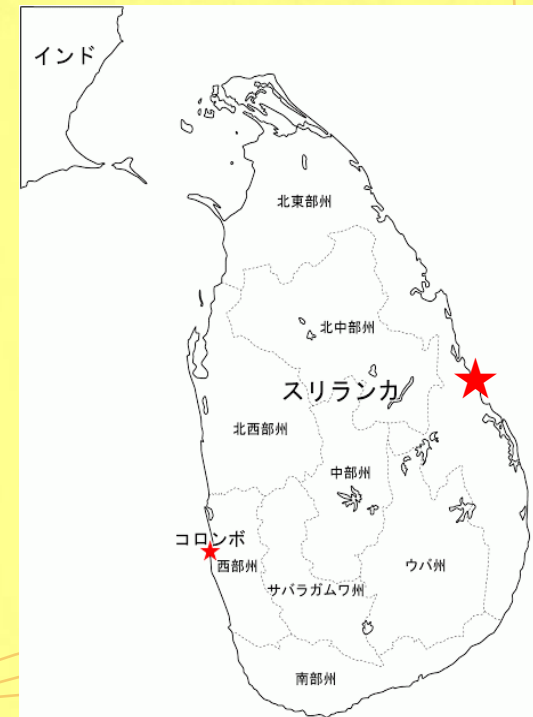 インド
北東部州
北中部州
スリランカ
北西部州
中部州
コロンボ
西部州
ウバ州
サバラガムワ州
南部州